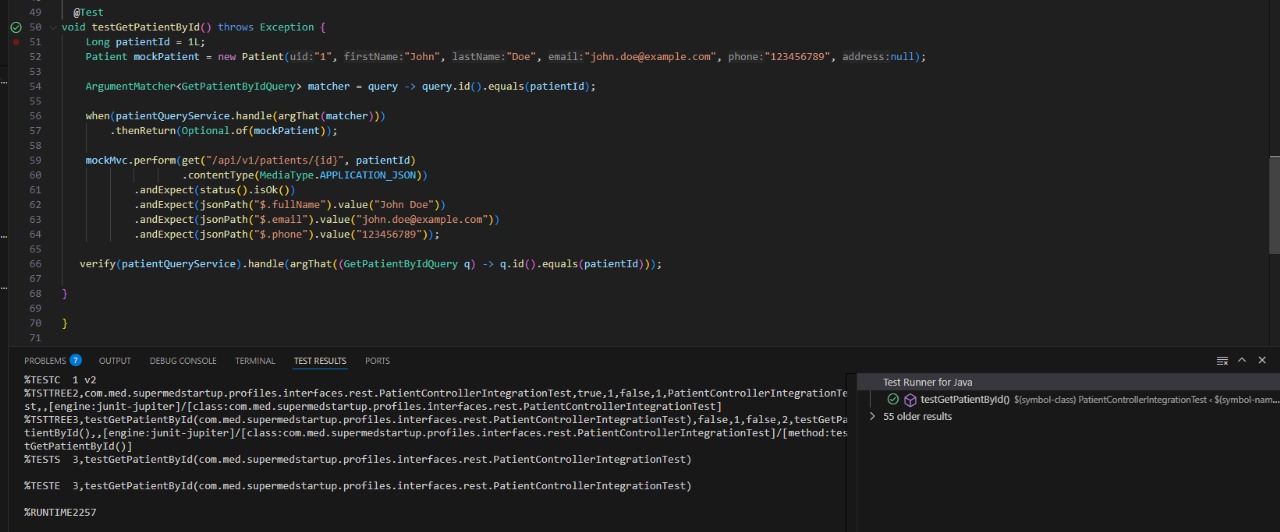 49 @Test
50 void testGetPatientById() throws Exception {
51 Long patientId = 1L;
52 Patient mockPatient = new Patient(uid:"1", firstName:"John", lastName:"Doe", email:"john.doe@example.com", phone:"123456789", address:null);
53
54 ArgumentMatcher<GetPatientByIdQuery> matcher = query -> query.id().equals(patientId);
55
56 when(patientQueryService.handle(argThat(matcher)))
57 .thenReturn(Optional.of(mockPatient));
58
59 mockMvc.perform(get("/api/v1/patients/{id}", patientId)
60 .contentType(MediaType.APPLICATION_JSON))
61 .andExpect(status().isOk())
62 .andExpect(jsonPath("$.fullName").value("John Doe"))
63 .andExpect(jsonPath("$.email").value("john.doe@example.com"))
64 .andExpect(jsonPath("$.phone").value("123456789"));
65
66 verify(patientQueryService).handle(argThat((GetPatientByIdQuery q) -> q.id().equals(patientId)));
67
68 }
69
70 }
71
PROBLEMS 7 OUTPUT DEBUG CONSOLE TERMINAL TEST RESULTS PORTS
%TESTC 1 v2
%TSTTREE2,com.med.supermedstartup.profiles.interfaces.rest.PatientControllerIntegrationTest,true,1,false,1,PatientControllerIntegrationTe
st,,[engine:junit-jupiter]/[class:com.med.supermedstartup.profiles.interfaces.rest.PatientControllerIntegrationTest]
%TSTTREE3,testGetPatientById(com.med.supermedstartup.profiles.interfaces.rest.PatientControllerIntegrationTest),false,1,false,2,testGetPa
tientById(),,[engine:junit-jupiter]/[class:com.med.supermedstartup.profiles.interfaces.rest.PatientControllerIntegrationTest]/[method:tes
tGetPatientById()]
%TESTS 3,testGetPatientById(com.med.supermedstartup.profiles.interfaces.rest.PatientControllerIntegrationTest)
%TESTE 3,testGetPatientById(com.med.supermedstartup.profiles.interfaces.rest.PatientControllerIntegrationTest)
%RUNTIME2257
Test Runner for Java
testGetPatientById() $(symbol-class) PatientControllerIntegrationTest < $(symbol-nam...
55 older results